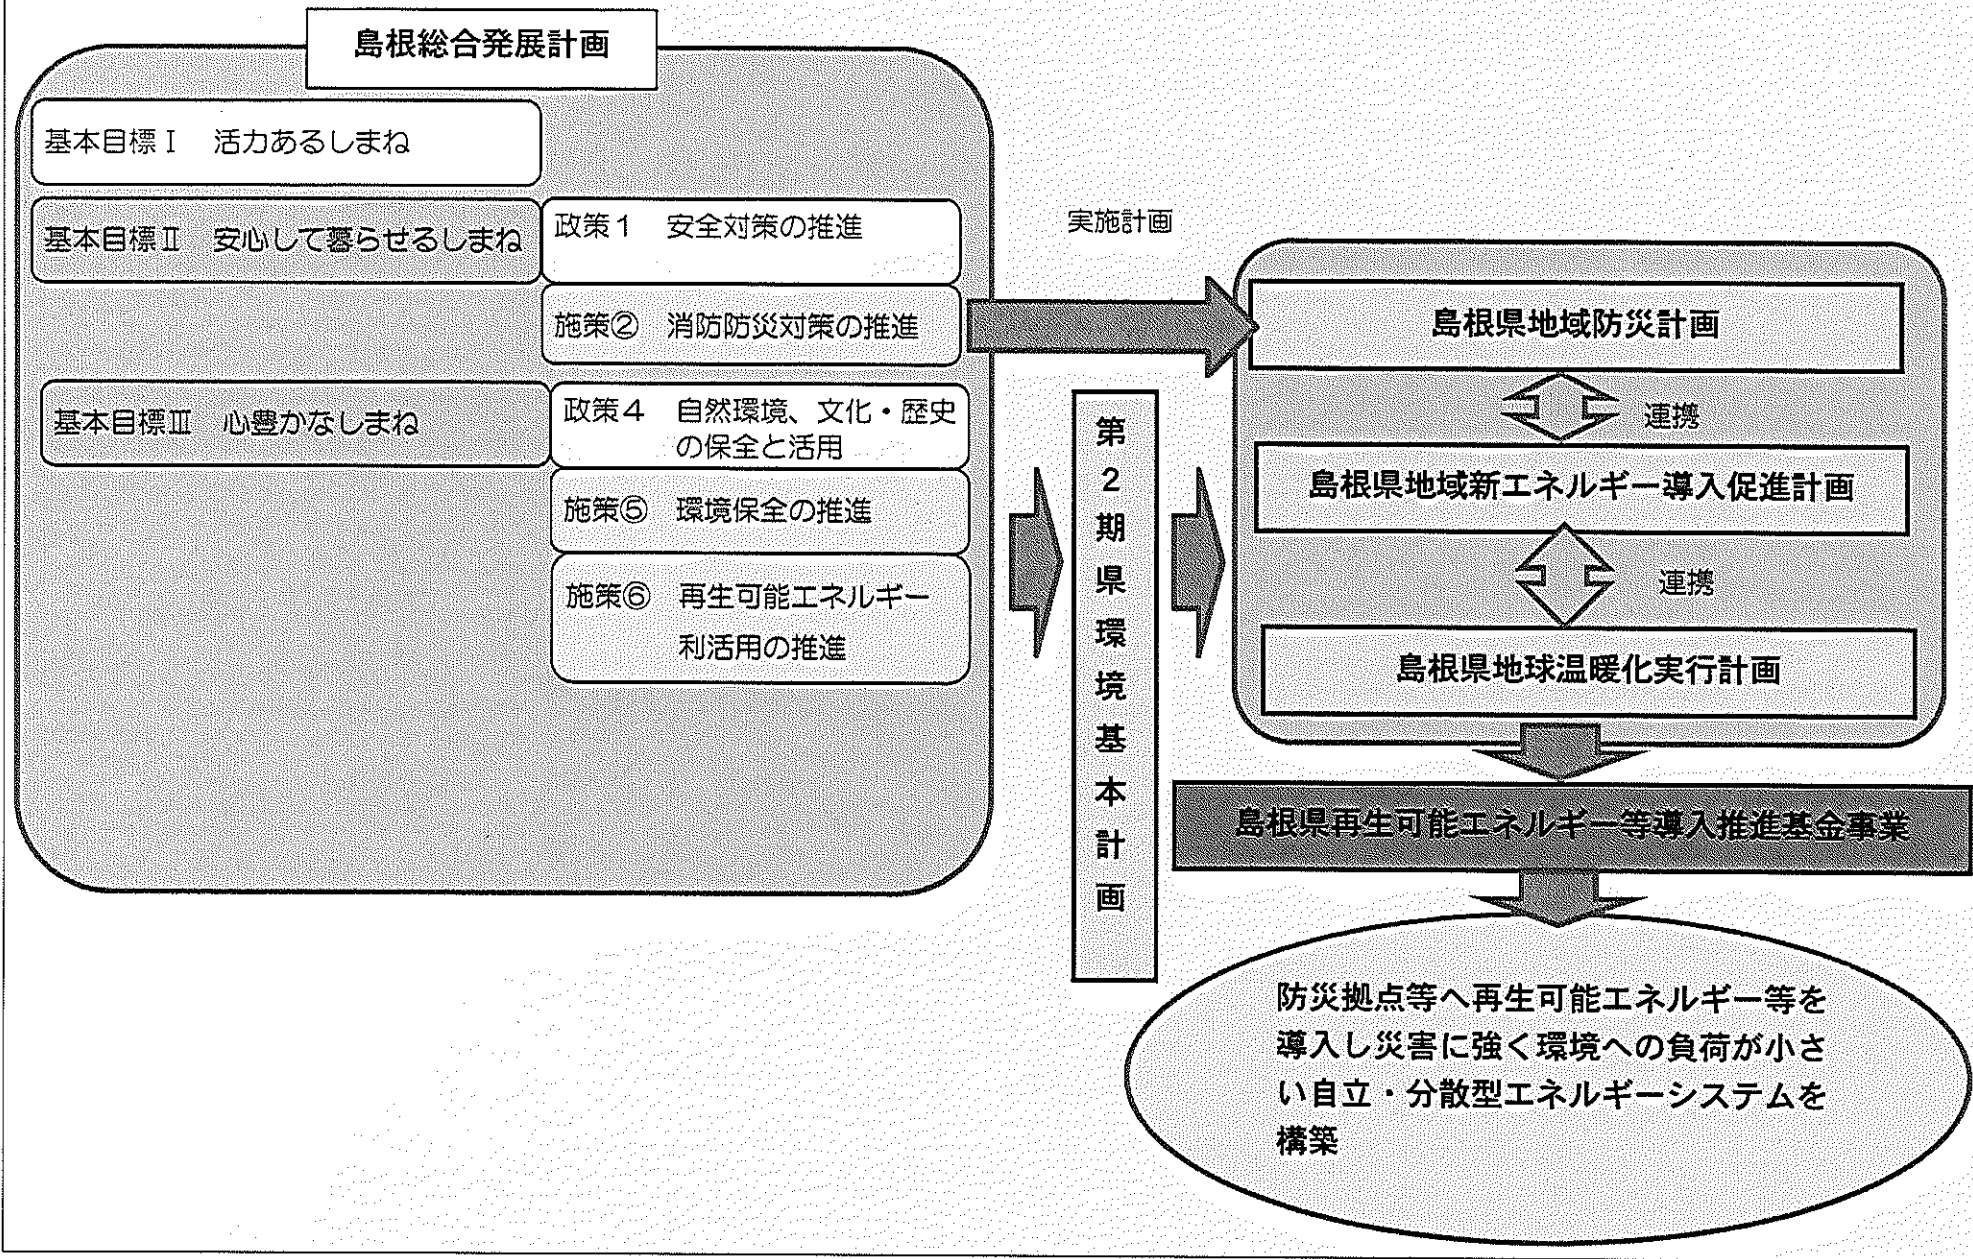 島根総合発展計画
基本目標Ⅰ　活力あるしまね
基本目標Ⅱ　安心して暮らせるしまね
政策１　安全対策の推進
施策②　消防防災対策の推進
基本目標Ⅲ　心豊かなしまね
政策４　自然環境、文化・歴史
の保全と活用
施策⑤　環境保全の推進
施策⑥　再生可能エネルギー
利活用の推進
実施計画
第２期県環境基本計画
島根県地域防災計画
連携
島根県地域新エネルギー導入促進計画
連携
島根県地球温暖化実行計画
島根県再生可能エネルギー等導入推進基金事業
防災拠点等へ再生可能エネルギー等を
導入し災害に強く環境への負荷が小さ
い自立・分散型エネルギーシステムを
構築